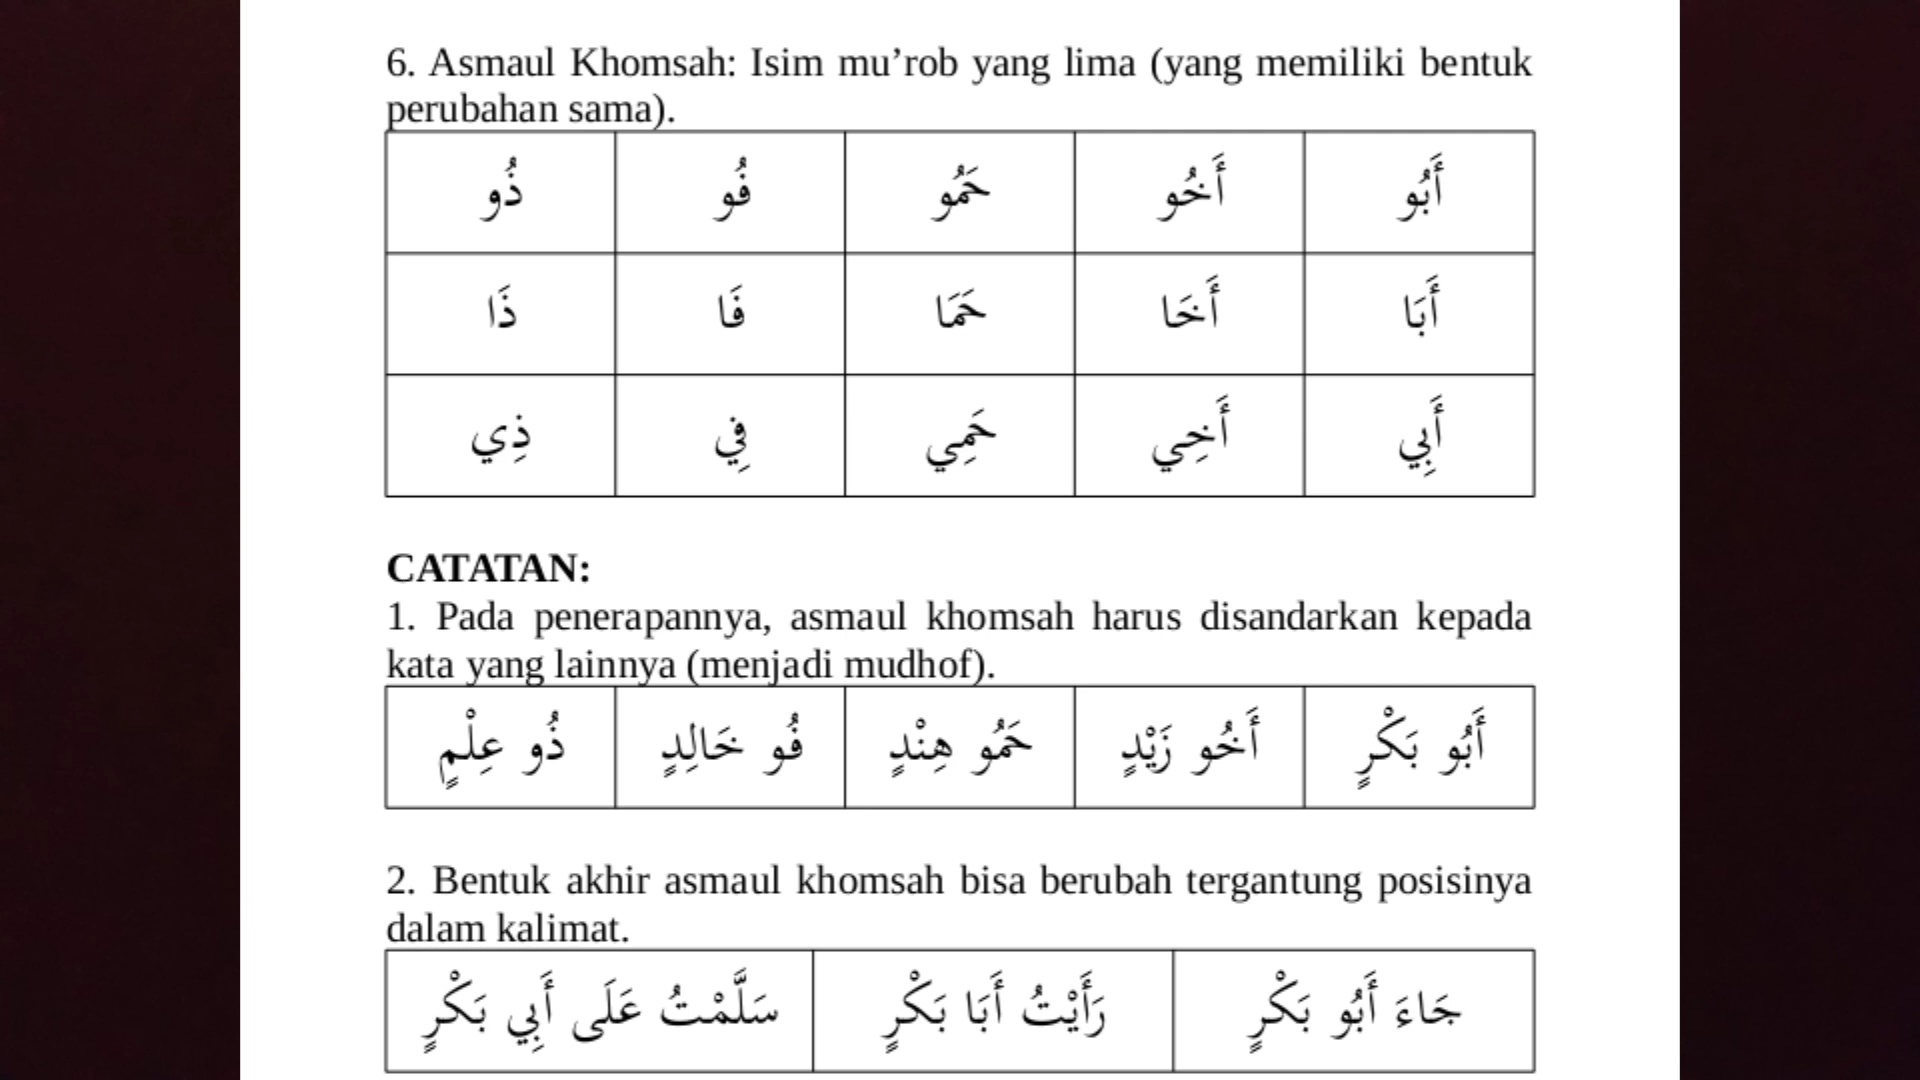 6. Asmaul Khomsah: Isim mu’rob yang lima (yang memiliki bentuk
perubahan sama).
أَبُو أَخُو حَمُو فُو ذُو
أَبَا أَخَا حَمَا فَا ذَا
أَبِي أَخِي حَمِي فِي ذِي
CATATAN:
1. Pada penerapannya, asmaul khomsah harus disandarkan kepada
kata yang lainnya (menjadi mudhof).
أَبُو بَكْرٍ أَخُو زَيْدٍ حَمُو هِنْدٍ فُو خَالِدٍ ذُو عِلْمٍ
2. Bentuk akhir asmaul khomsah bisa berubah tergantung posisinya
dalam kalimat.
جَاءَ أَبُو بَكْرٍ رَأَيْتُ أَبَا بَكْرٍ سَلَّمْتُ عَلَى أَبِي بَكْرٍ